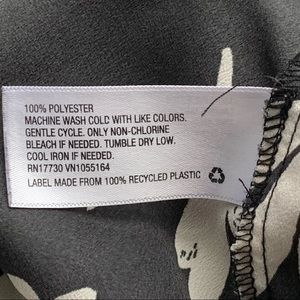 100% POLYESTER
MACHINE WASH COLD WITH LIKE COLORS.
GENTLE CYCLE. ONLY NON-CHLORINE
BLEACH IF NEEDED. TUMBLE DRY LOW.
COOL IRON IF NEEDED.
RN17730 VN1055164
LABEL MADE FROM 100% RECYCLED PLASTIC